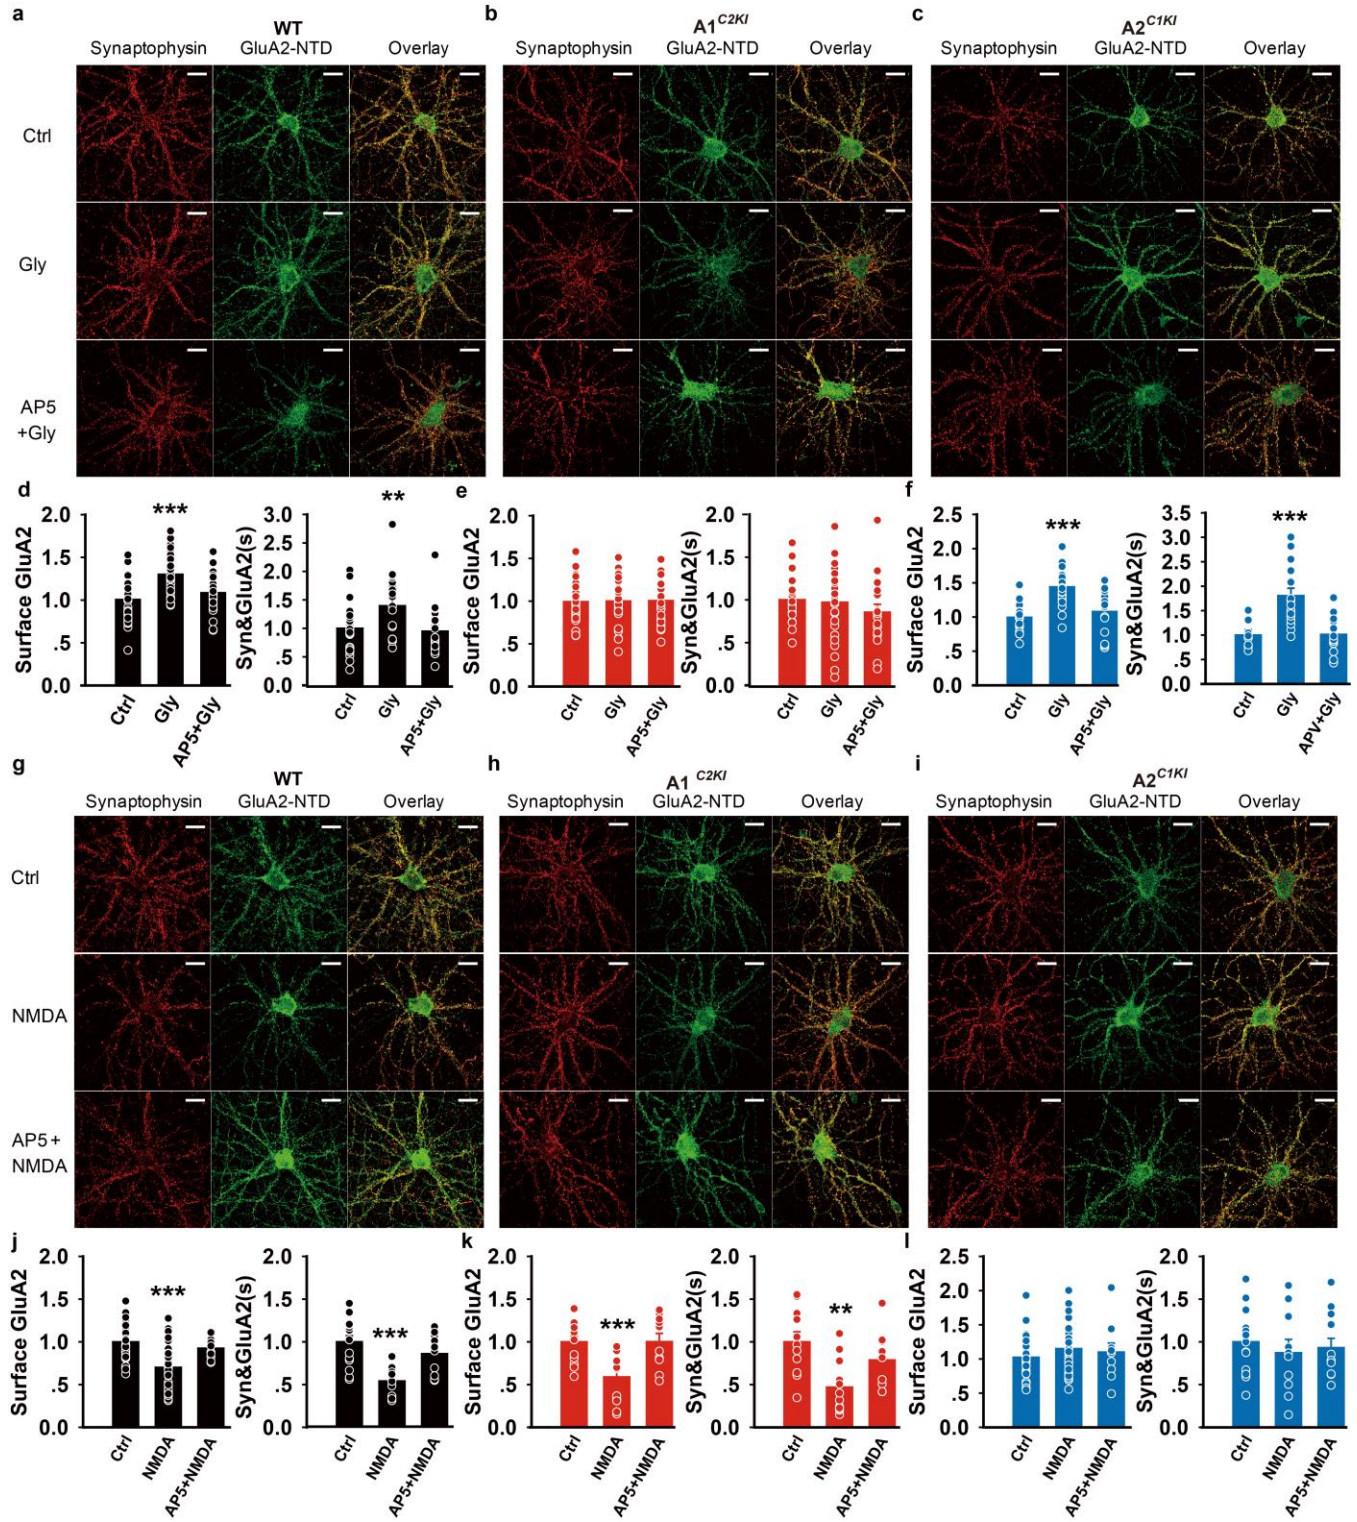 a
WT
Synaptophysin GluA2-NTD Overlay
Ctrl
Gly
AP5
+Gly
b
A1C2KI
Synaptophysin GluA2-NTD Overlay
c
A2C1KI
Synaptophysin GluA2-NTD Overlay
d
Surface GluA2
2.0
1.5
1.0
.5
0.0
***
Ctrl
Gly
AP5+Gly
Syn&GluA2(s)
3.0
2.5
2.0
1.5
1.0
.5
0.0
**
Ctrl
Gly
AP5+Gly
e
Surface GluA2
2.0
1.5
1.0
.5
0.0
Ctrl
Gly
AP5+Gly
Syn&GluA2(s)
2.0
1.5
1.0
.5
0.0
Ctrl
Gly
AP5+Gly
f
Surface GluA2
2.5
2.0
1.5
1.0
.5
0.0
***
Ctrl
Gly
AP5+Gly
Syn&GluA2(s)
3.5
3.0
2.5
2.0
1.5
1.0
.5
0.0
***
Ctrl
Gly
APV+Gly
g
WT
Synaptophysin GluA2-NTD Overlay
Ctrl
NMDA
AP5+
NMDA
h
A1 C2KI
Synaptophysin GluA2-NTD Overlay
i
A2C1KI
Synaptophysin GluA2-NTD Overlay
j
Surface GluA2
2.0
1.5
1.0
.5
0.0
***
Ctrl
NMDA
AP5+NMDA
Syn&GluA2(s)
2.0
1.5
1.0
.5
0.0
***
Ctrl
NMDA
AP5+NMDA
k
Surface GluA2
2.0
1.5
1.0
.5
0.0
***
Ctrl
NMDA
AP5+NMDA
Syn&GluA2(s)
2.0
1.5
1.0
.5
0.0
**
Ctrl
NMDA
AP5+NMDA
l
Surface GluA2
2.5
2.0
1.5
1.0
.5
0.0
Ctrl
NMDA
AP5+NMDA
Syn&GluA2(s)
2.0
1.5
1.0
.5
0.0
Ctrl
NMDA
AP5+NMDA